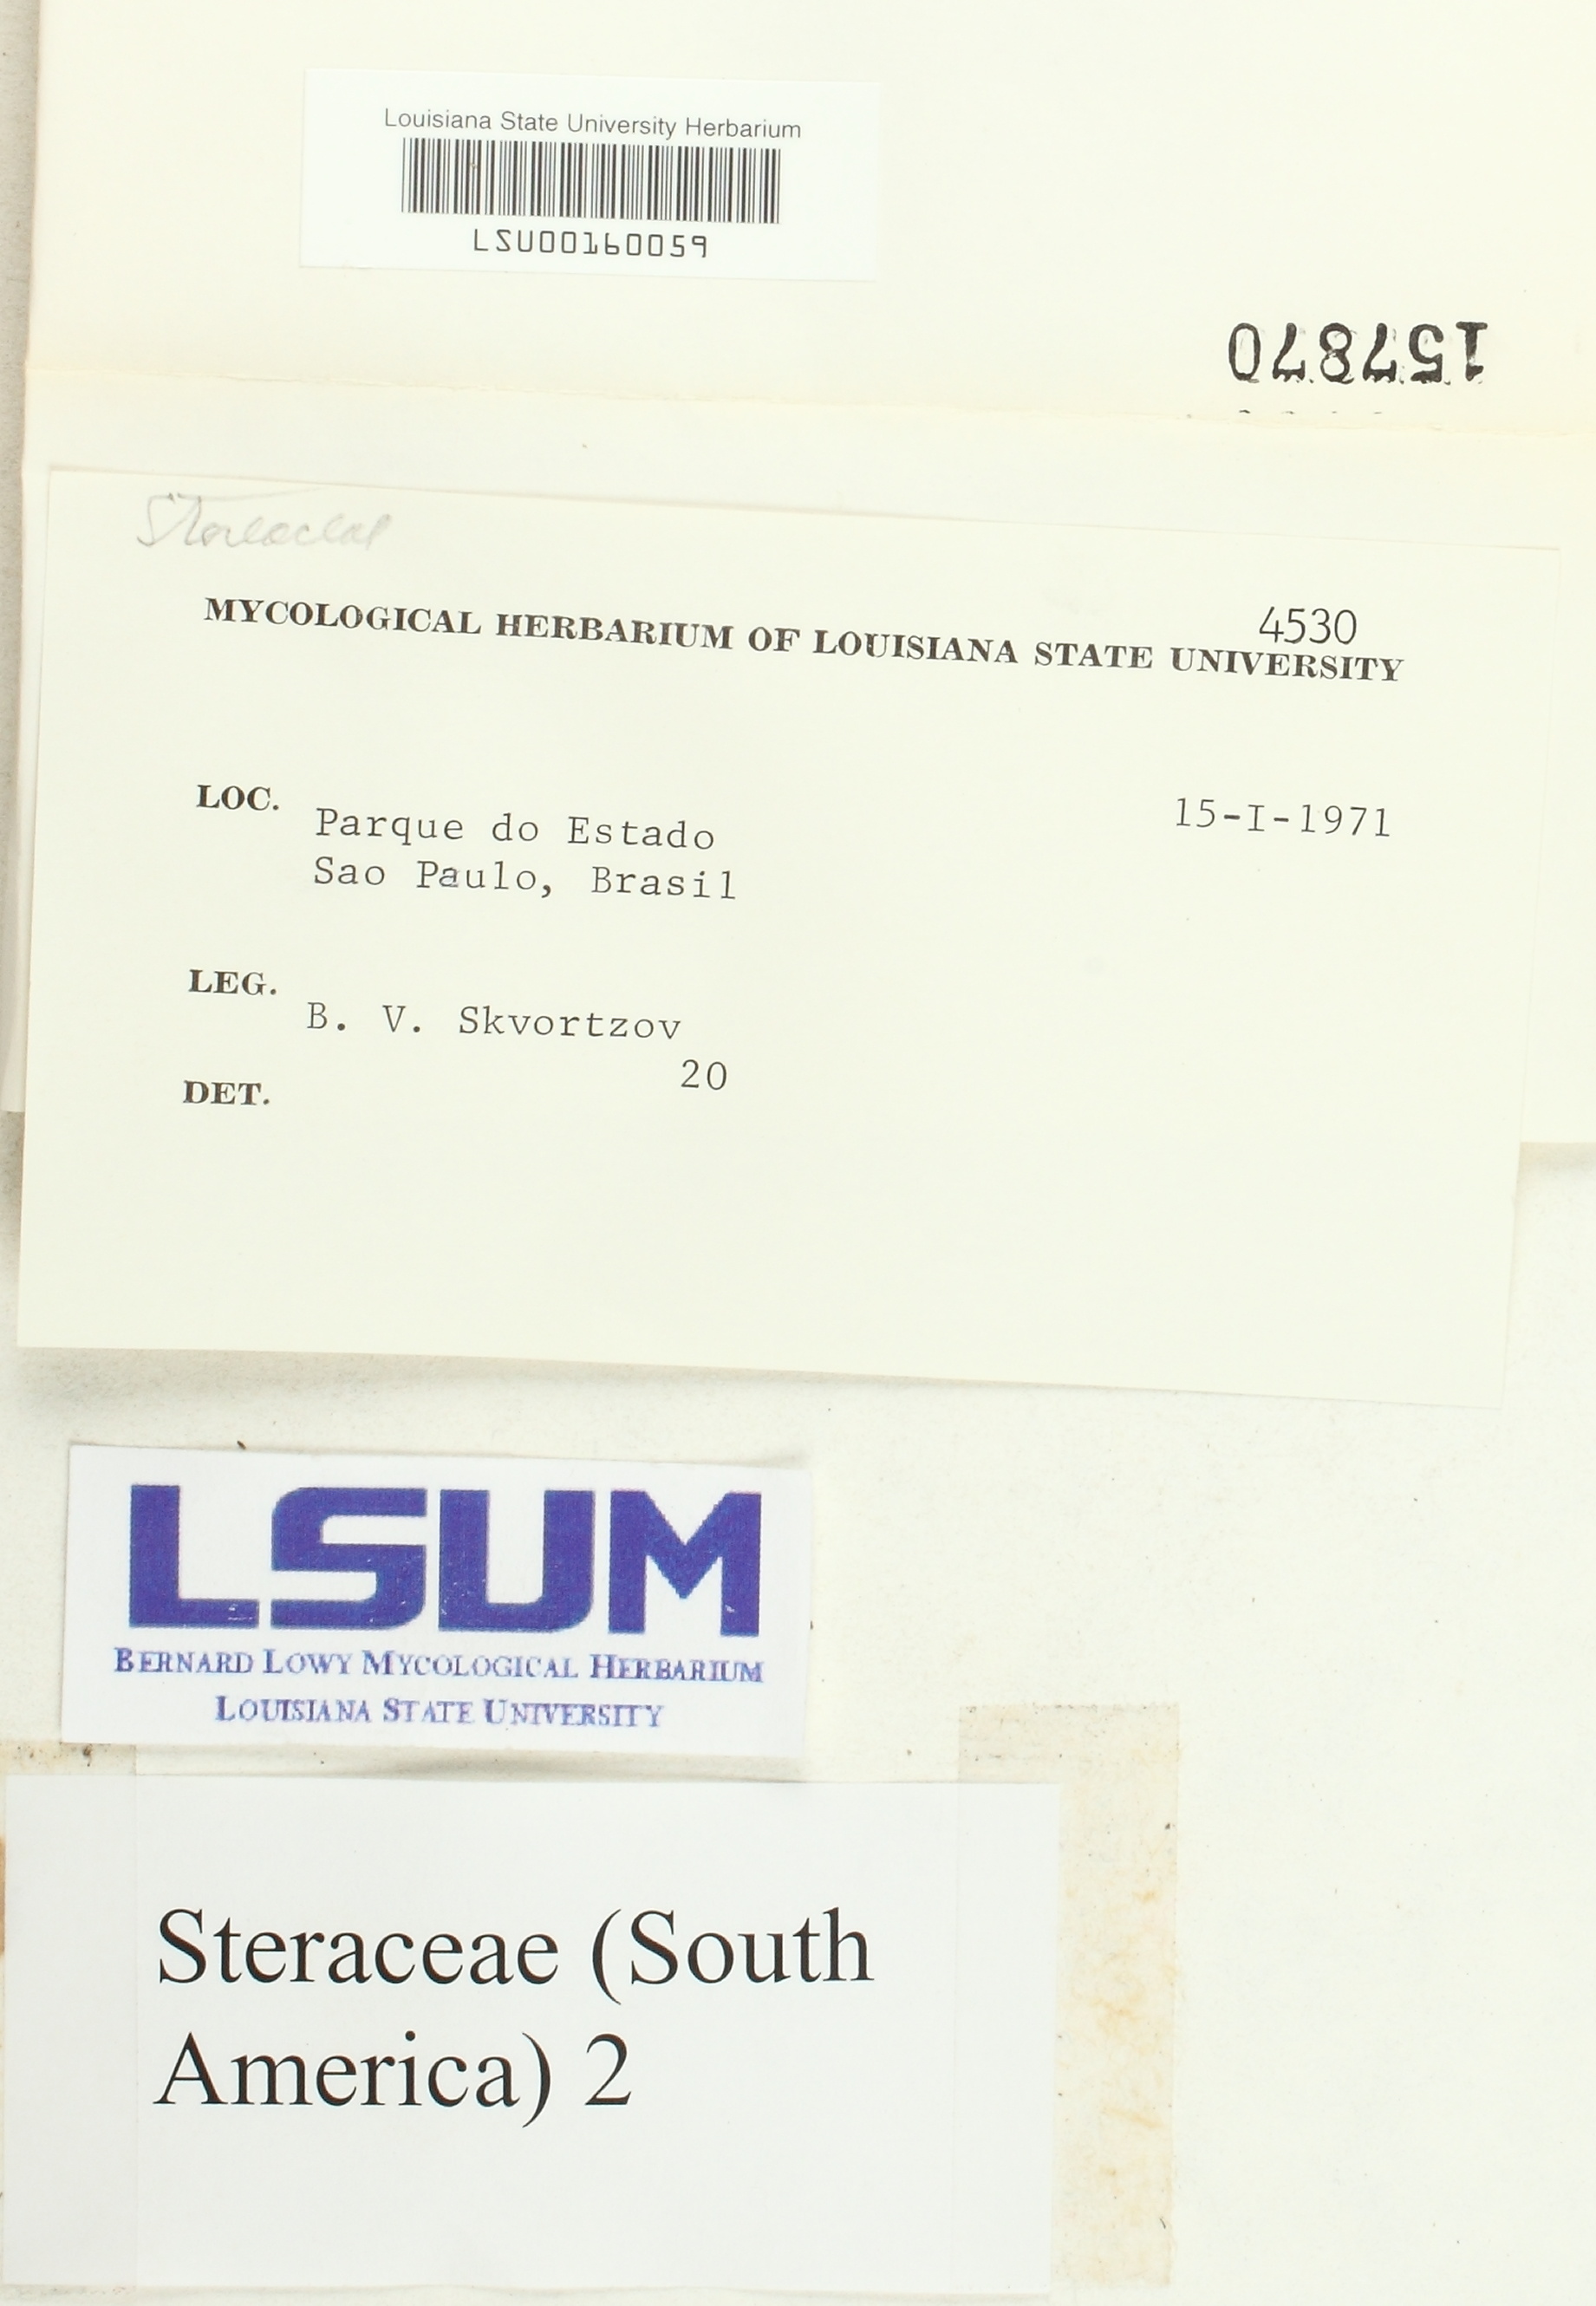 Louisiana State University Herbarium
LSU00160059
157870
4530
MYCOLOGICAL HERBARIUM OF LOUISIANA STATE UNIVERSITY
LOC. Parque do Estado 15-I-1971
Sao Paulo, Brasil
LEG. B. V. Skvortzov
20
DET.
LSUM
BERNARD LOWY MYCOLOGICAL HERBARIUM
LOUISIANA STATE UNIVERSITY
Steraceae (South
America) 2